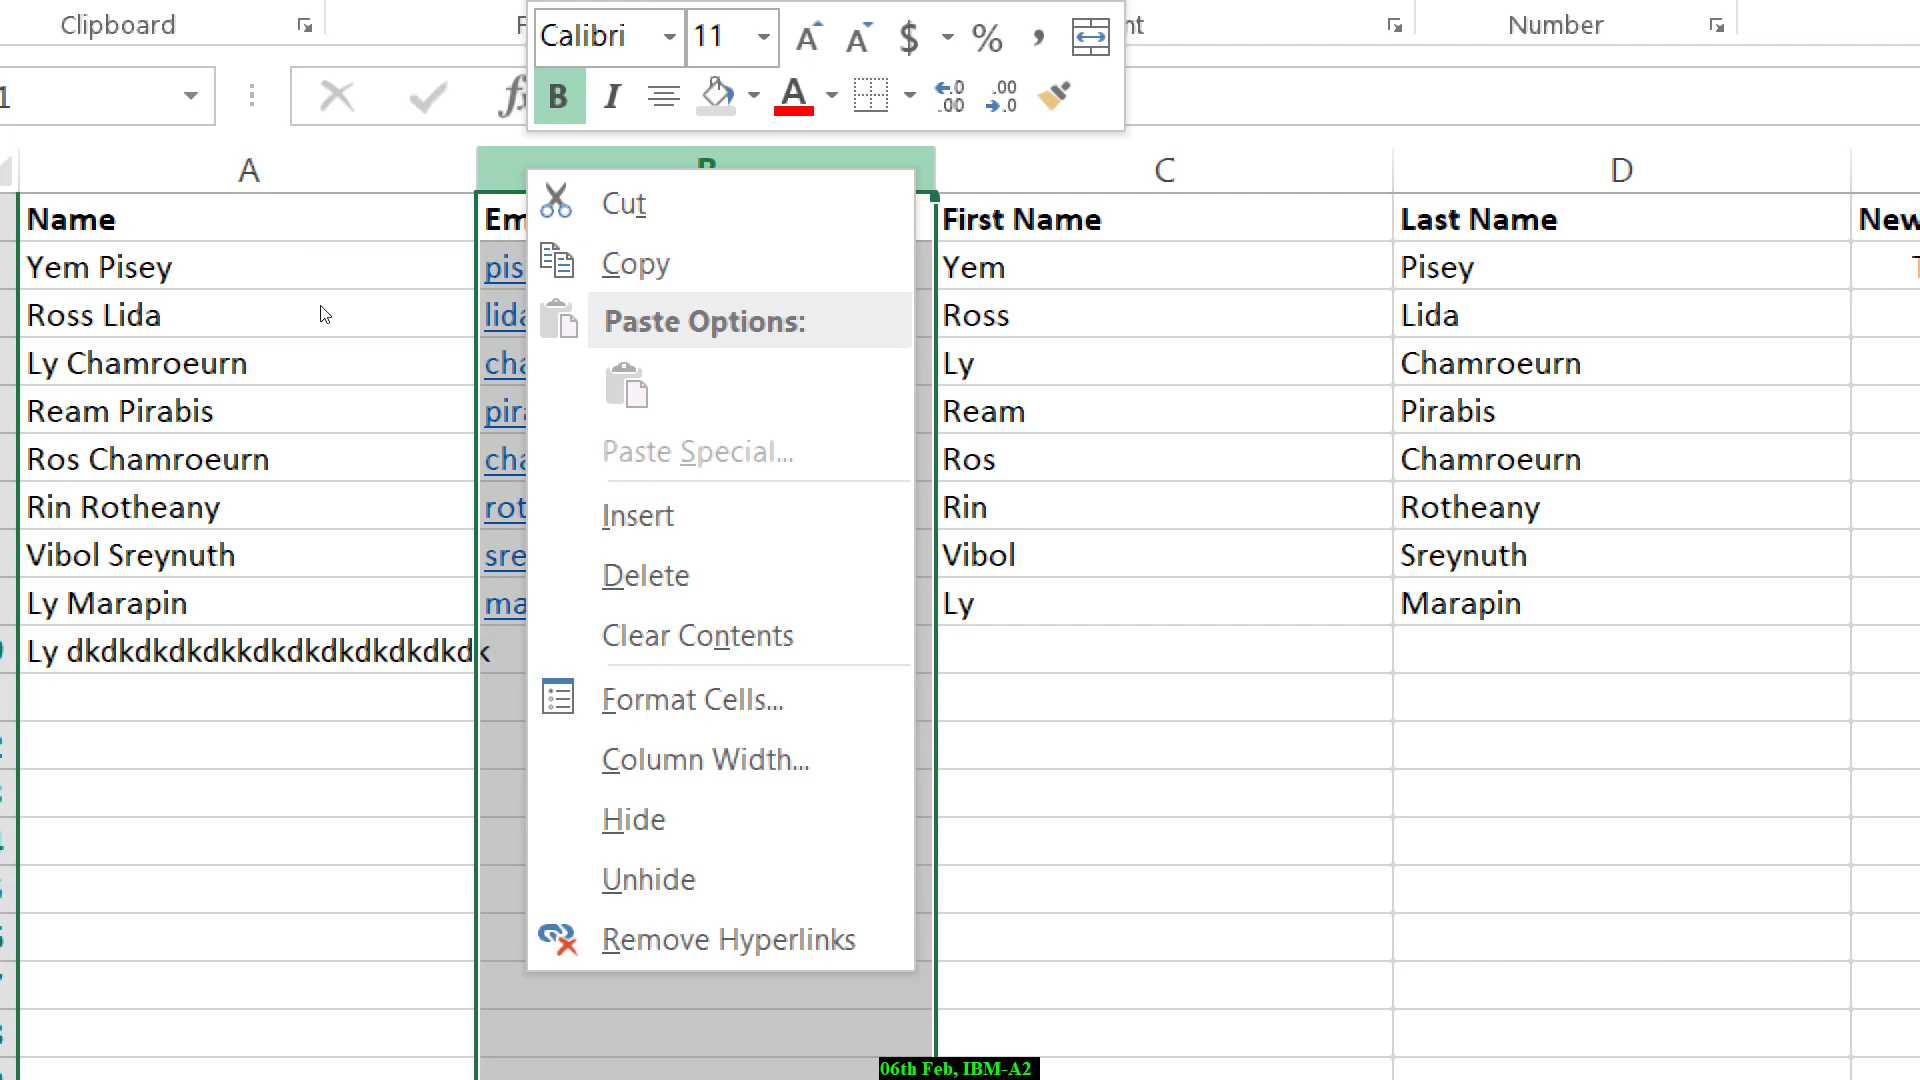 Clipboard
Number
Calibri 11 $ % ,
B I A
A B C D
Name First Name Last Name New
Yem Pisey pis Yem Pisey
Ross Lida lida Ross Lida
Ly Chamroeurn cha Ly Chamroeurn
Ream Pirabis pira Ream Pirabis
Ros Chamroeurn cha Ros Chamroeurn
Rin Rotheany rot Rin Rotheany
Vibol Sreynuth sre Vibol Sreynuth
Ly Marapin ma Ly Marapin
Ly dkdkdkdkdkkdkdkdkdkdkdkdk
Cut
Copy
Paste Options:
Paste Special...
Insert
Delete
Clear Contents
Format Cells...
Column Width...
Hide
Unhide
Remove Hyperlinks
06th Feb, IBM-A2